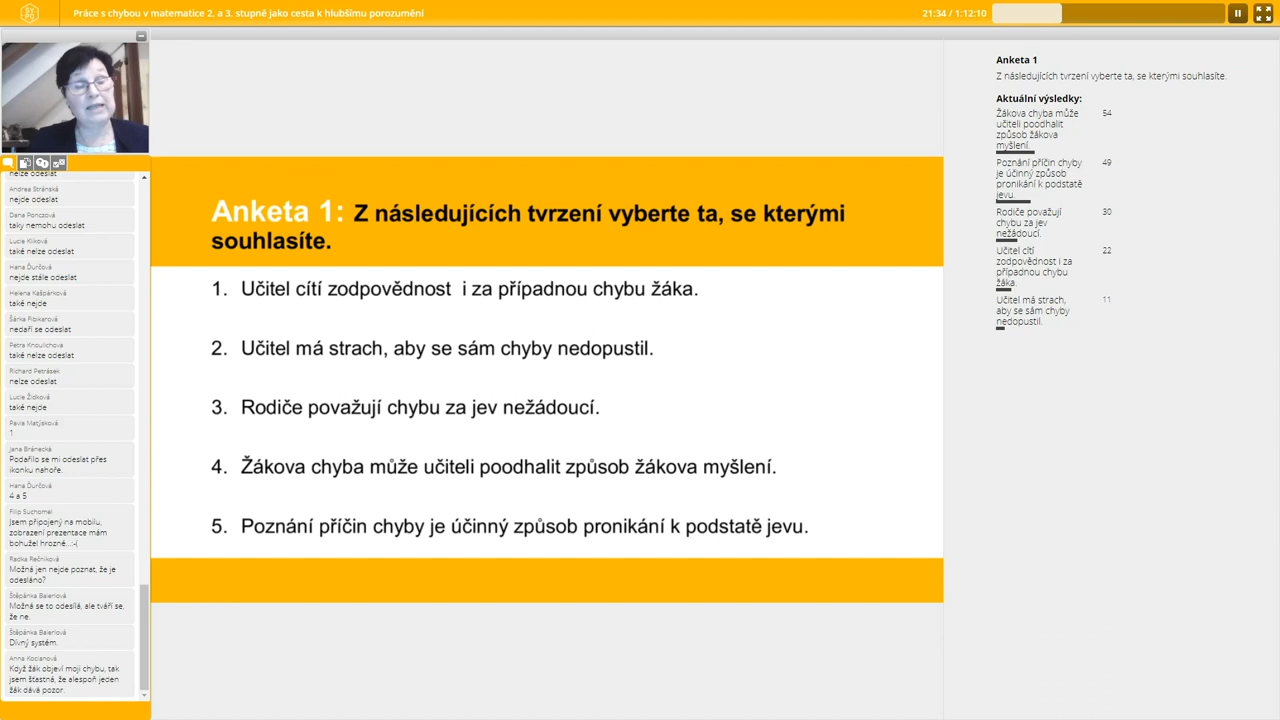 Práce s chybou v matematice 2. a 3. stupně jako cesta k hlubšímu porozumění
21:34 / 1:12:10
nelze odeslat
Andrea Stránská
nejde odeslat
Dana Ponczová
taky nemohu odeslat
Lucie Klíková
také nelze odeslat
Hana Ďurčová
nejde stále odeslat
Helena Kašpárková
také nejde
Šárka Fibikarová
nedaří se odeslat
Petra Knoulichova
také nelze odeslat
Richard Petrásek
nelze odeslat
Lucie Židková
také nejde
Pavla Matýsková
1
Jana Bránecká
Podařilo se mi odeslat přes
ikonku nahoře.
Hana Ďurčová
4 a 5
Filip Suchomel
Jsem připojený na mobilu,
zobrazení prezentace mám
bohužel hrozné...:-(
Radka Řečníková
Možná jen nejde poznat, že je
odesláno?
Štěpánka Baierlová
Možná se to odesílá, ale tváří se,
že ne.
Štěpánka Baierlová
Divný systém.
Anna Kocianová
Když žák objeví moji chybu, tak
jsem šťastná, že alespoň jeden
žák dává pozor.
Anketa 1: Z následujících tvrzení vyberte ta, se kterými
souhlasíte.
1. Učitel cítí zodpovědnost i za případnou chybu žáka.
2. Učitel má strach, aby se sám chyby nedopustil.
3. Rodiče považují chybu za jev nežádoucí.
4. Žákova chyba může učiteli poodhalit způsob žákova myšlení.
5. Poznání příčin chyby je účinný způsob pronikání k podstatě jevu.
Anketa 1
Z následujících tvrzení vyberte ta, se kterými souhlasíte.
Aktuální výsledky:
Žákova chyba může 54
učiteli poodhalit
způsob žákova
myšlení.
Poznání příčin chyby 49
je účinný způsob
pronikání k podstatě
jevu.
Rodiče považují 30
chybu za jev
nežádoucí.
Učitel cítí 22
zodpovědnost i za
případnou chybu
žáka.
Učitel má strach, 11
aby se sám chyby
nedopustil.